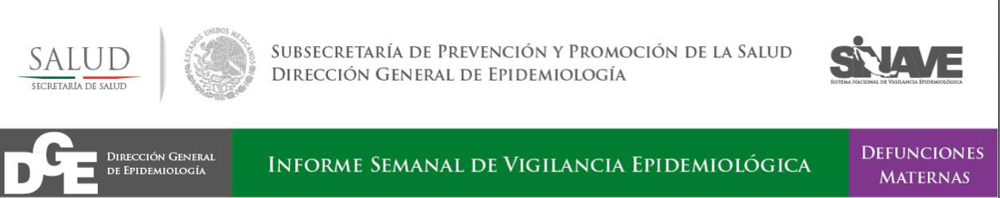 SALUD
SECRETARÍA DE SALUD
ESTADOS UNIDOS MEXICANOS
SUBSECRETARÍA DE PREVENCIÓN Y PROMOCIÓN DE LA SALUD
DIRECCIÓN GENERAL DE EPIDEMIOLOGÍA
SINAVE
SISTEMA NACIONAL DE VIGILANCIA EPIDEMIOLÓGICA
DGE
DIRECCIÓN GENERAL
DE EPIDEMIOLOGÍA
INFORME SEMANAL DE VIGILANCIA EPIDEMIOLÓGICA
DEFUNCIONES
MATERNAS